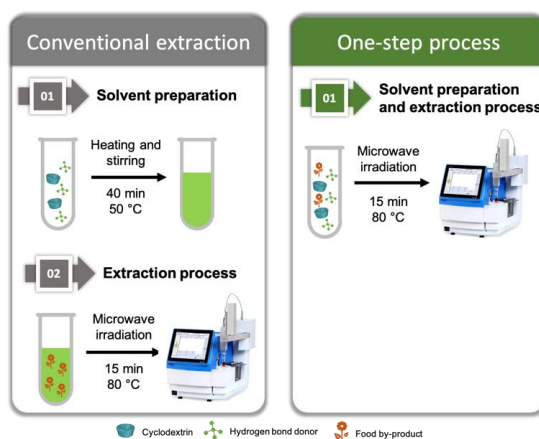 Conventional extraction
01
Solvent preparation
Heating and
stirring
40 min
50 °C
02
Extraction process
Microwave
irradiation
15 min
80 °C
One-step process
01
Solvent preparation
and extraction process
Microwave
irradiation
15 min
80 °C
Cyclodextrin
Hydrogen bond donor
Food by-product